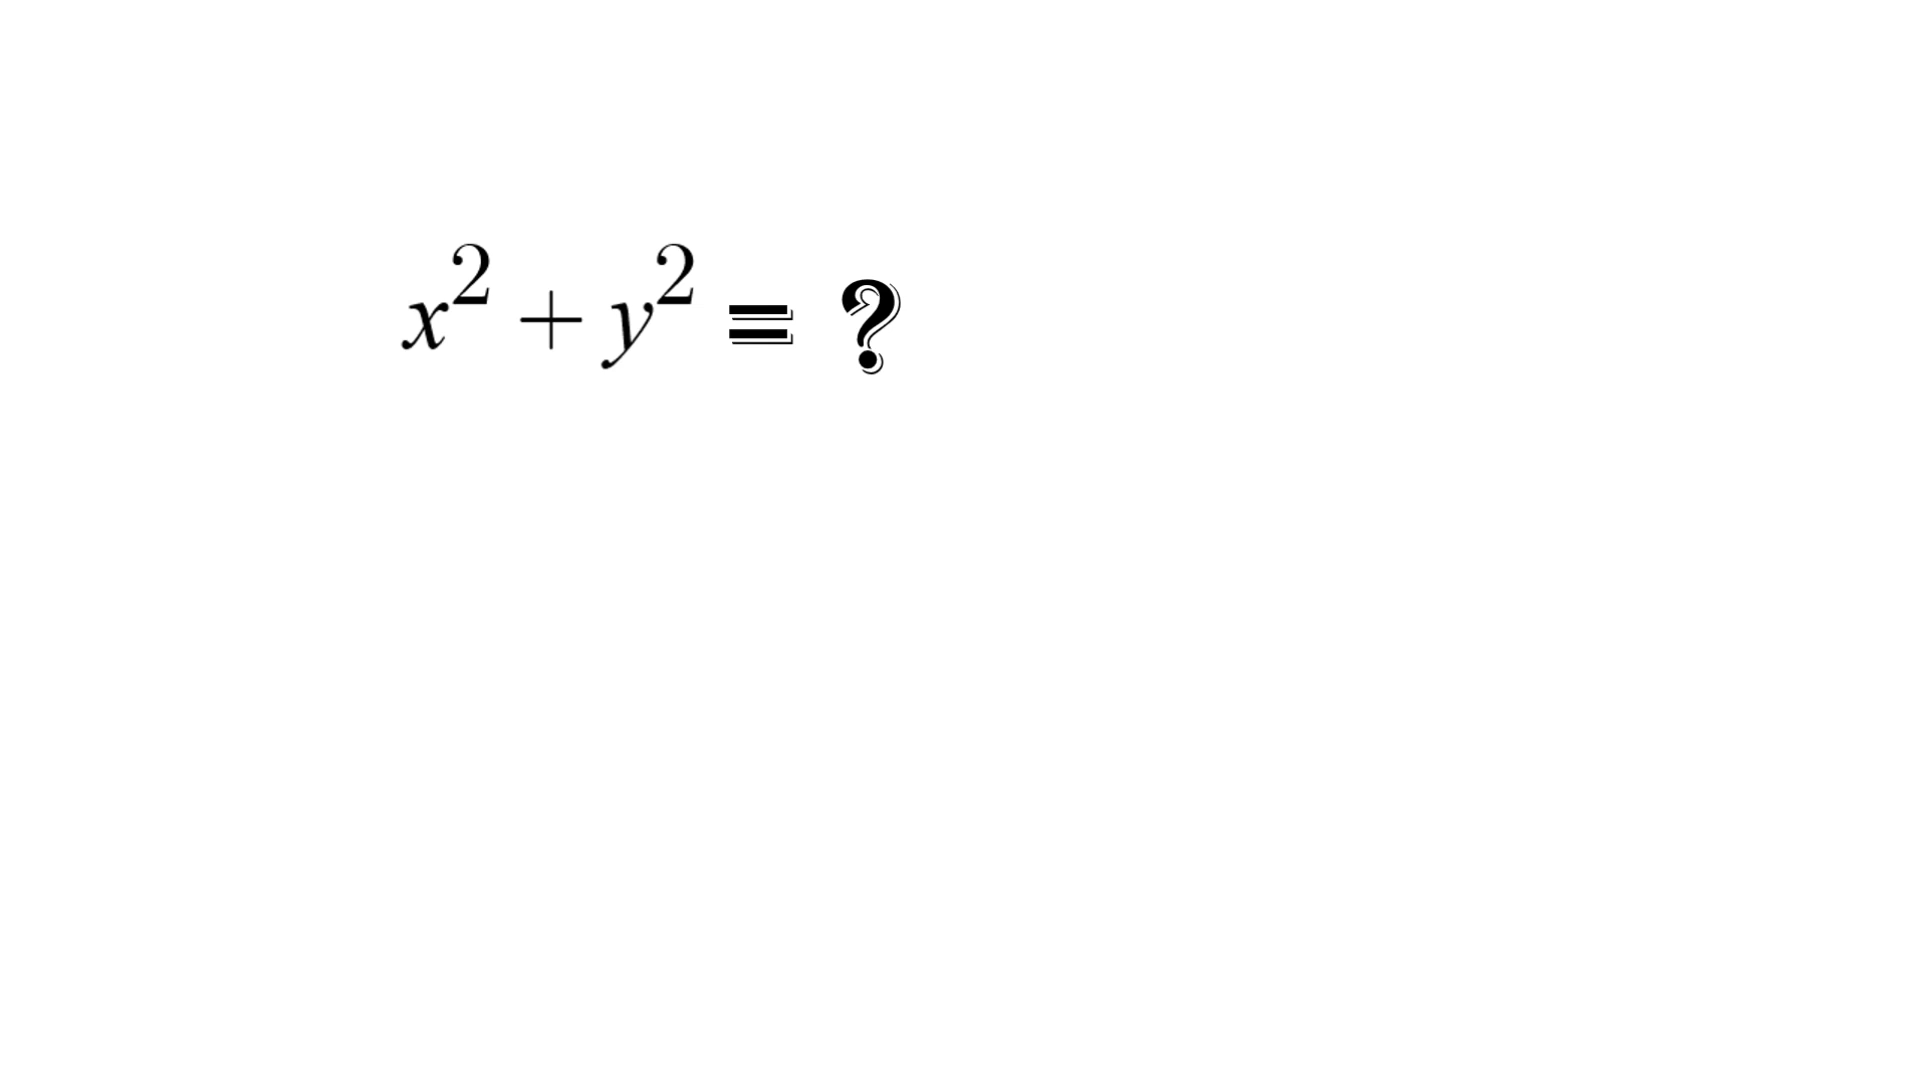 x² + y² = ?